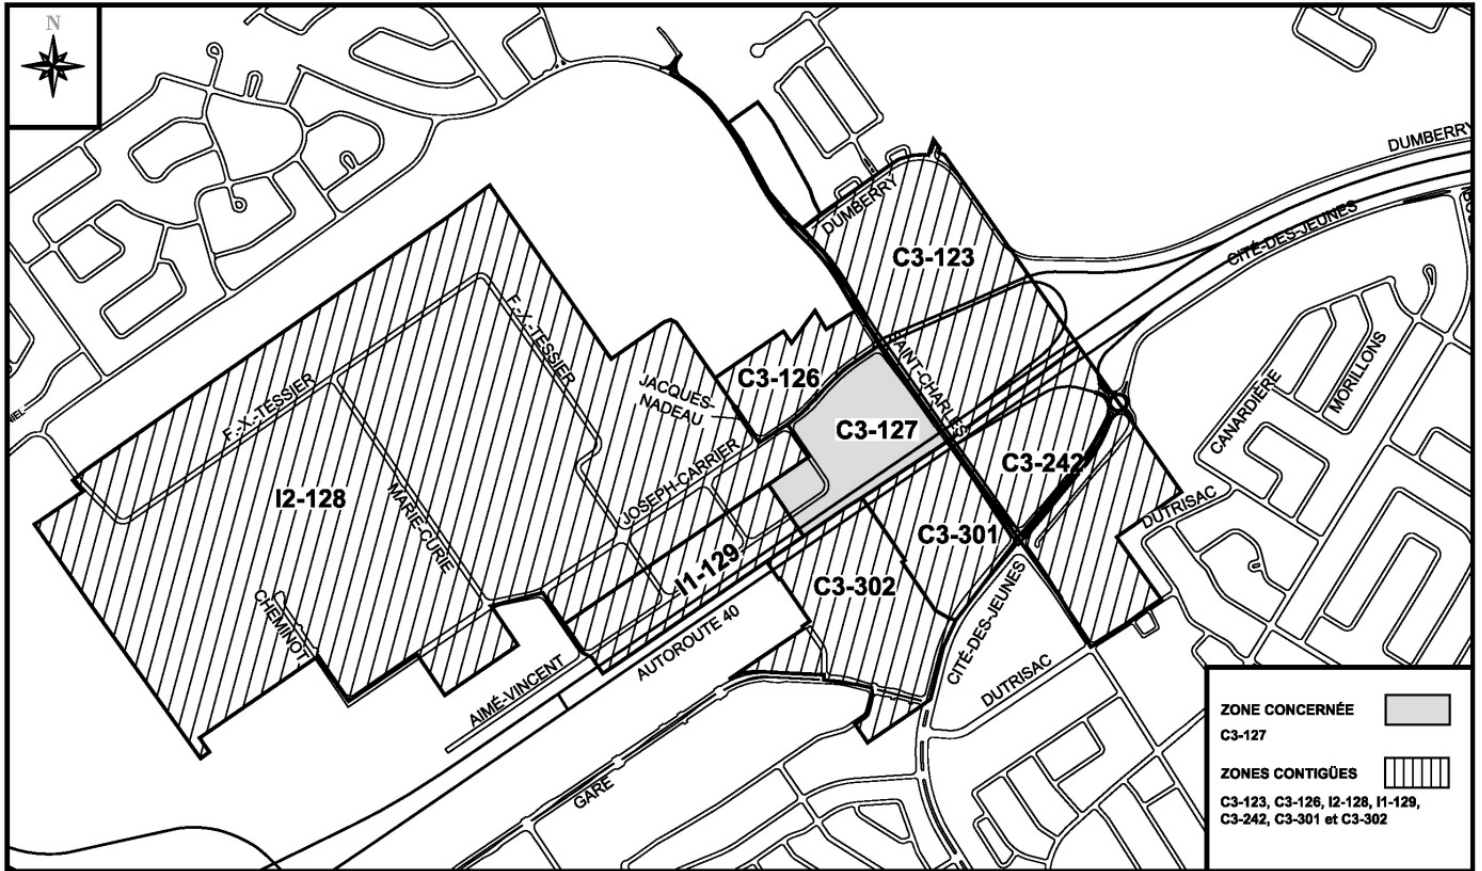 N
DUMBERRY
DUMBERRY
CITÉ-DES-JEUNES
C3-123
F.-X.-TESSIER
SAINT-CHARLES
JACQUES-
NADEAU
C3-126
F.-X.-TESSIER
C3-127
CANARDIÈRE
MORILLONS
JOSEPH-CARRIER
C3-242
I2-128
MARIE-CURIE
DUTRISAC
C3-301
I1-129
C3-302
CHEMINOT
CITÉ-DES-JEUNES
AUTOROUTE 40
AIMÉ-VINCENT
DUTRISAC
GARE
ZONE CONCERNÉE
C3-127
ZONES CONTIGÜES
C3-123, C3-126, I2-128, I1-129,
C3-242, C3-301 et C3-302